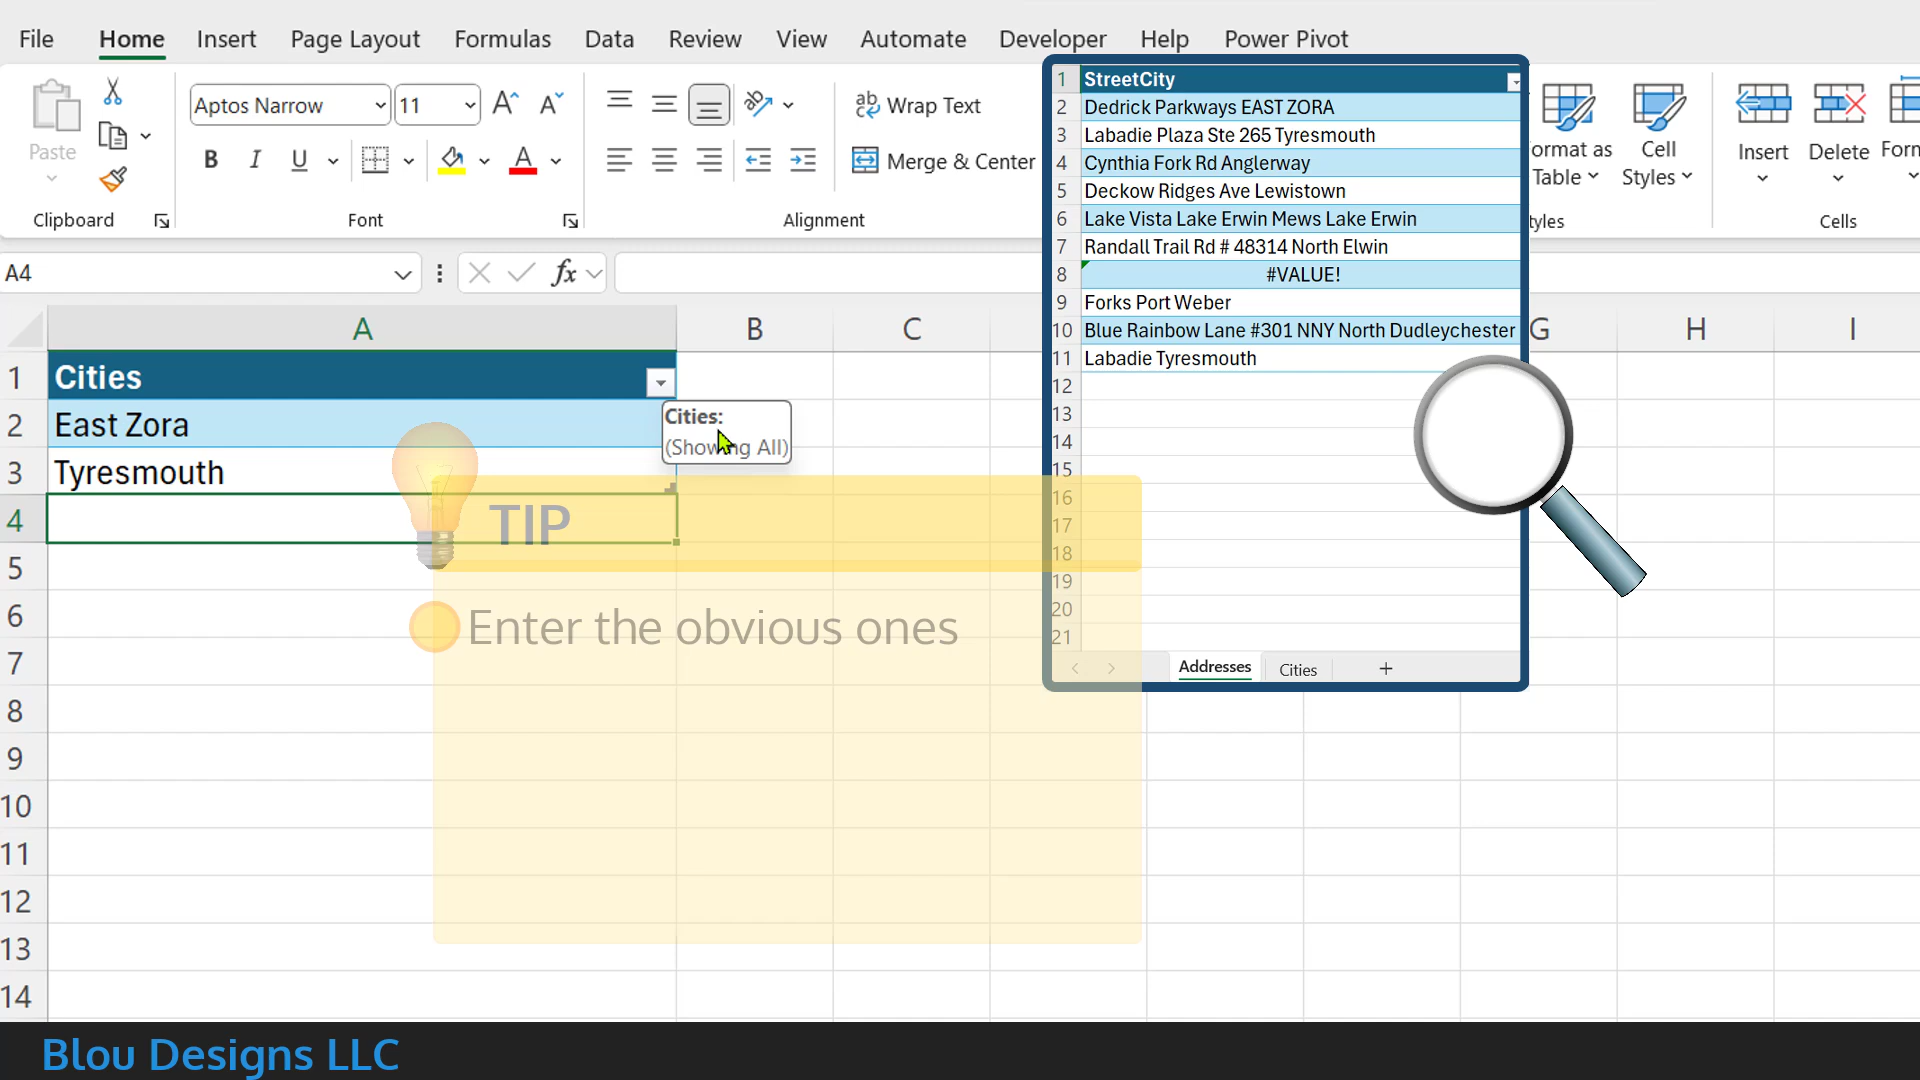 File Home Insert Page Layout Formulas Data Review View Automate Developer Help Power Pivot
Paste
Aptos Narrow 11 A A
B I U A
ab Wrap Text
Merge & Center
ormat as Table
Cell Styles
Insert Delete Form
Clipboard Font Alignment tyles Cells
A4 fx
A B C G H I
1 Cities
2 East Zora
3 Tyresmouth
4
5
6
7
8
9
10
11
12
13
14
Cities:
(Showing All)
TIP
Enter the obvious ones
1 StreetCity
2 Dedrick Parkways EAST ZORA
3 Labadie Plaza Ste 265 Tyresmouth
4 Cynthia Fork Rd Anglerway
5 Deckow Ridges Ave Lewistown
6 Lake Vista Lake Erwin Mews Lake Erwin
7 Randall Trail Rd # 48314 North Elwin
8 #VALUE!
9 Forks Port Weber
10 Blue Rainbow Lane #301 NNY North Dudleychester
11 Labadie Tyresmouth
12
13
14
15
16
17
18
19
20
21
Addresses Cities +
Blou Designs LLC